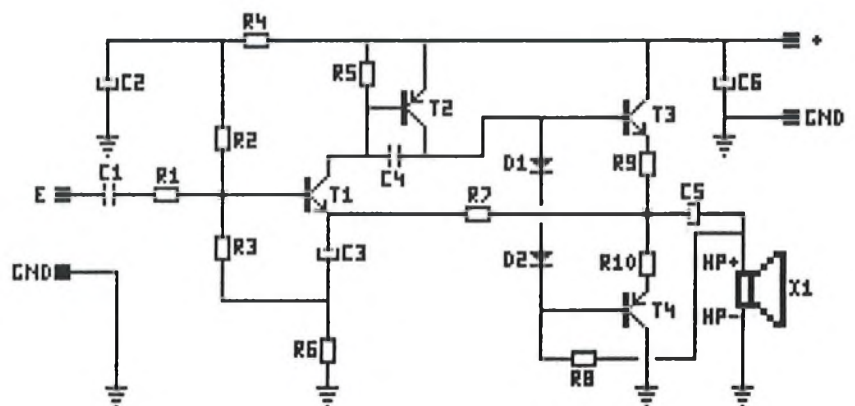 R4
+
R5
C2
T2
C6
T3
GND
R2
C4
D1
R9
C1
R1
E
T1
R7
C5
R3
C3
D2
R10
HP+
X1
GND
T4
HP-
R6
R8